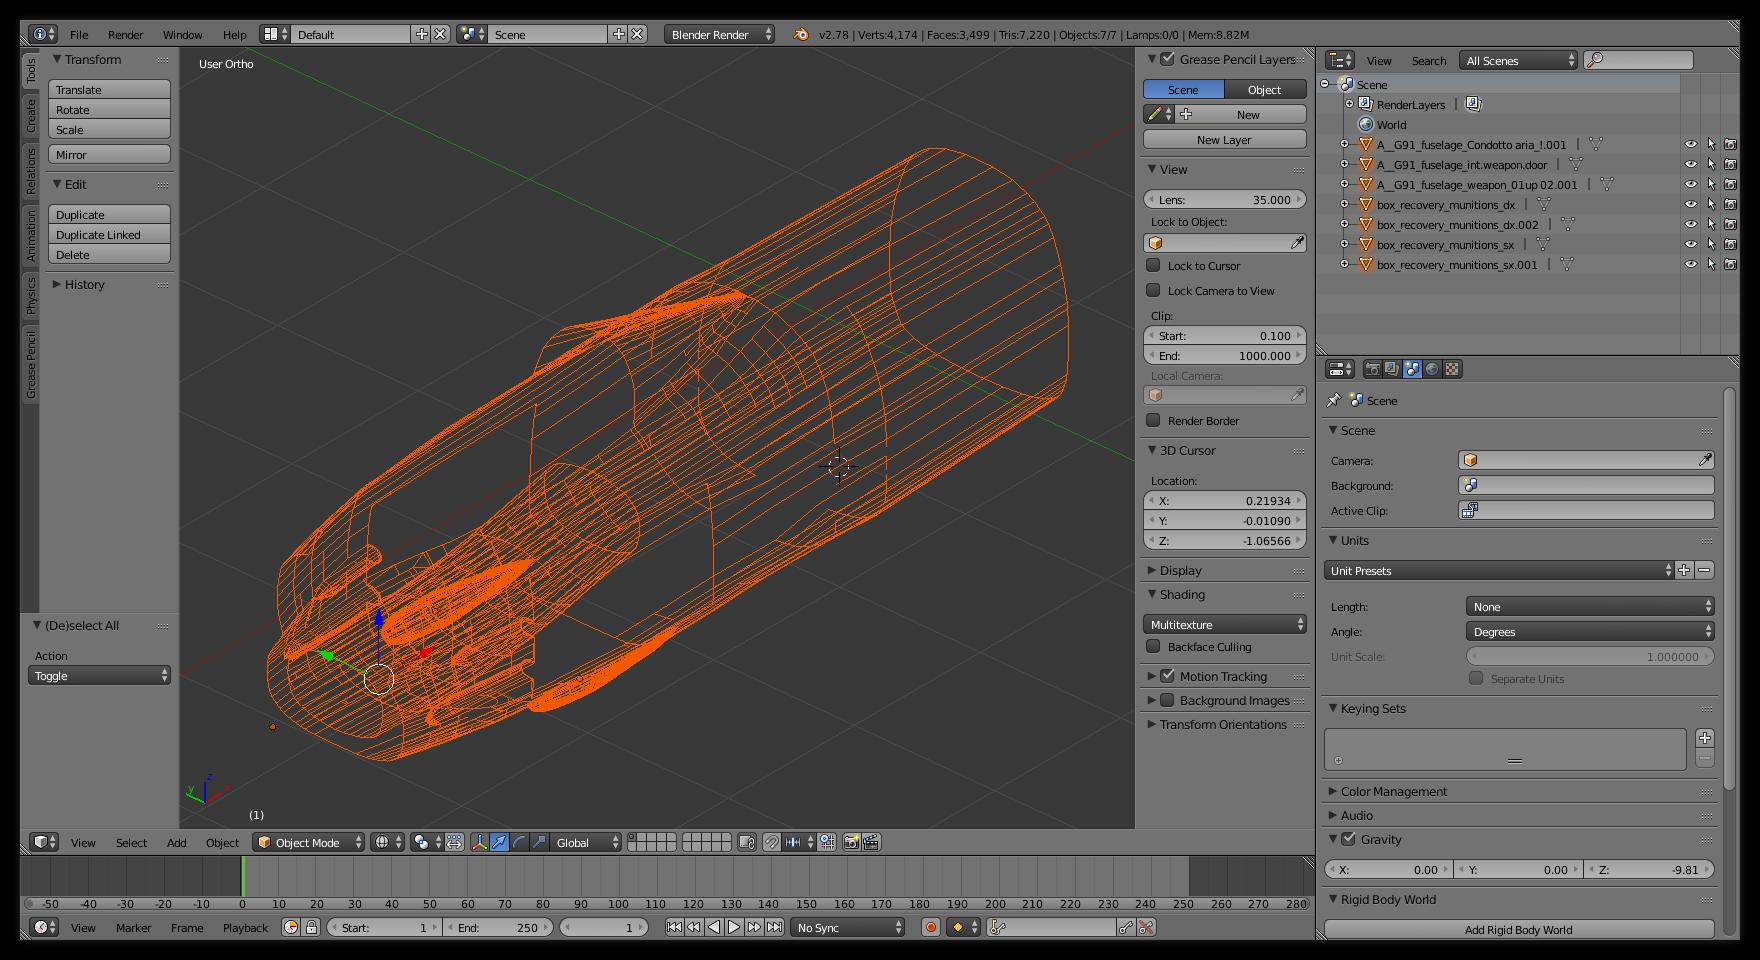 File Render Window Help Default Scene Blender Render v2.78 | Verts:4,174 | Faces:3,499 | Tris:7,220 | Objects:7/7 | Lamps:0/0 | Mem:8.82M
Tools
Create
Relations
Animation
Physics
Grease Pencil
Transform
Translate
Rotate
Scale
Mirror
Edit
Duplicate
Duplicate Linked
Delete
History
(De)select All
Action
Toggle
User Ortho
z
y
x
(1)
Grease Pencil Layers
Scene Object
New
New Layer
View
Lens: 35.000
Lock to Object:
Lock to Cursor
Lock Camera to View
Clip:
Start: 0.100
End: 1000.000
Local Camera:
Render Border
3D Cursor
Location:
X: 0.21934
Y: -0.01090
Z: -1.06566
Display
Shading
Multitexture
Backface Culling
Motion Tracking
Background Images
Transform Orientations
View Search All Scenes
Scene
RenderLayers |
World
A__G91_fuselage_Condotto aria_!.001 |
A__G91_fuselage_int.weapon.door |
A__G91_fuselage_weapon_01up 02.001 |
box_recovery_munitions_dx |
box_recovery_munitions_dx.002 |
box_recovery_munitions_sx |
box_recovery_munitions_sx.001 |
Scene
Scene
Camera:
Background:
Active Clip:
Units
Unit Presets
Length: None
Angle: Degrees
Unit Scale: 1.000000
Separate Units
Keying Sets
Color Management
Audio
Gravity
X: 0.00 Y: 0.00 Z: -9.81
Rigid Body World
Add Rigid Body World
View Select Add Object Object Mode Global
-50 -40 -30 -20 -10 0 10 20 30 40 50 60 70 80 90 100 110 120 130 140 150 160 170 180 190 200 210 220 230 240 250 260 270 280
View Marker Frame Playback Start: 1 End: 250 1 No Sync